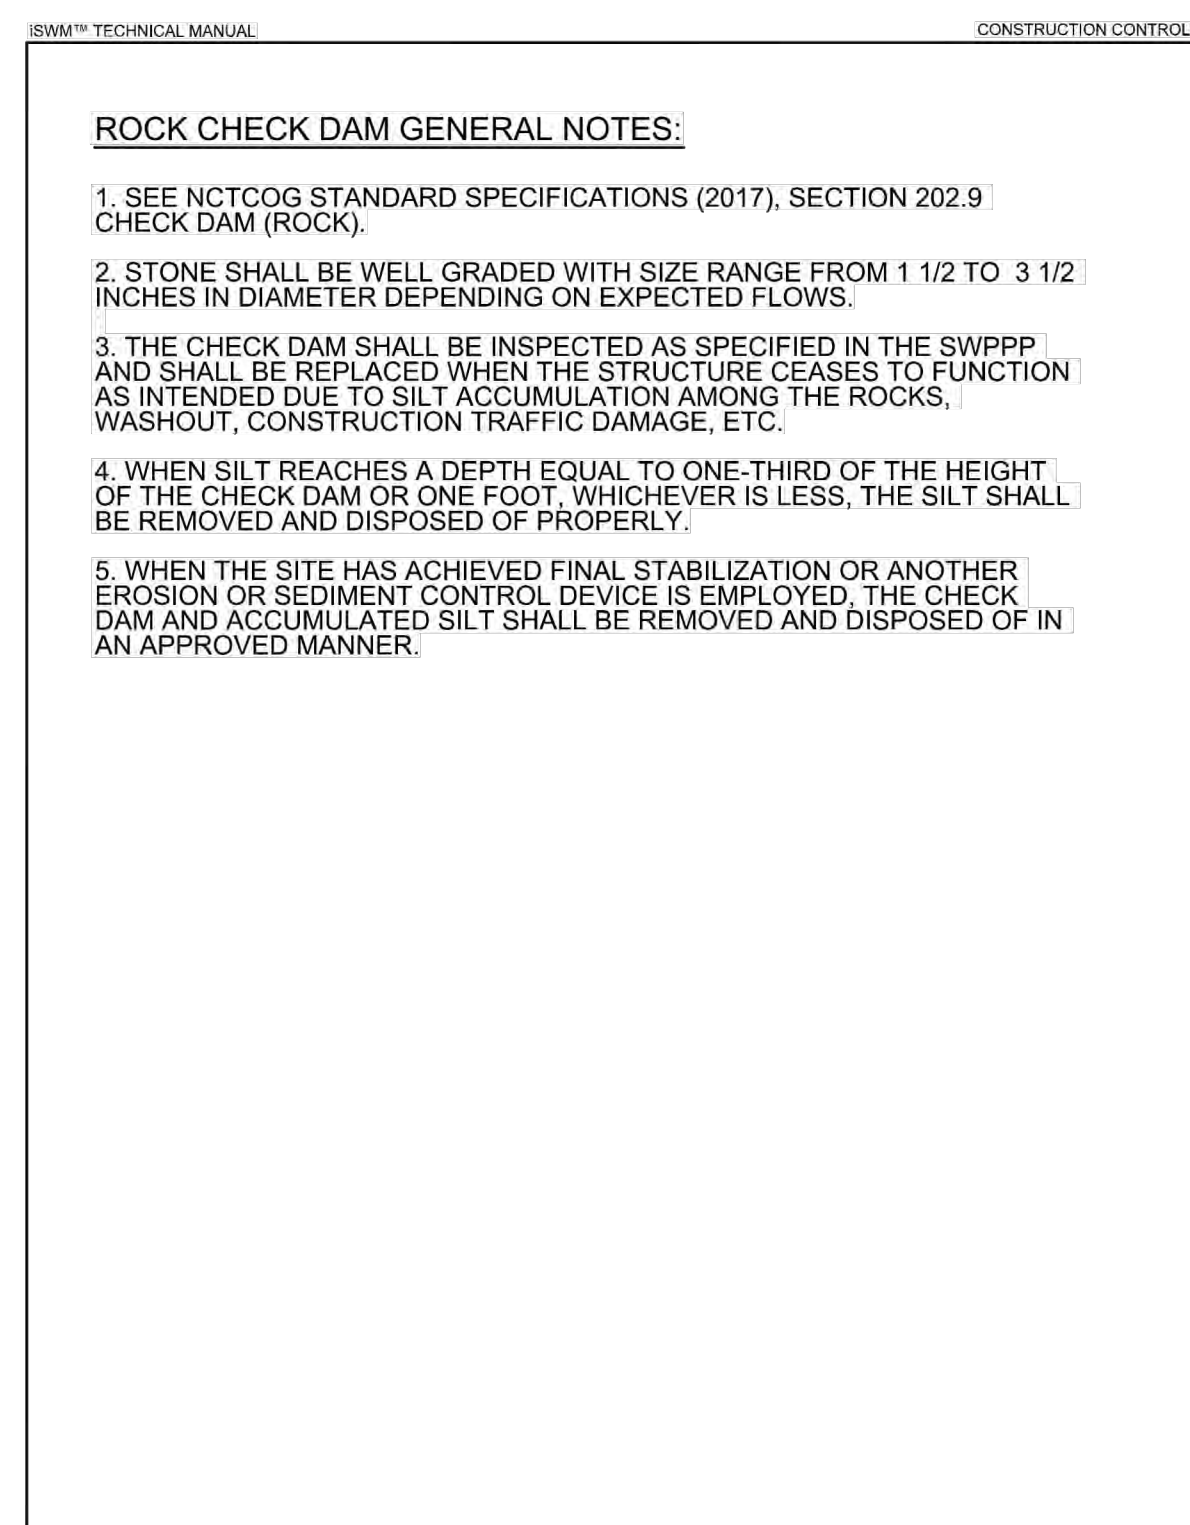 iSWM™ TECHNICAL MANUAL
CONSTRUCTION CONTROL
ROCK CHECK DAM GENERAL NOTES:
1. SEE NCTCOG STANDARD SPECIFICATIONS (2017), SECTION 202.9
CHECK DAM (ROCK).
2. STONE SHALL BE WELL GRADED WITH SIZE RANGE FROM 1 1/2 TO  3 1/2
INCHES IN DIAMETER DEPENDING ON EXPECTED FLOWS.
3. THE CHECK DAM SHALL BE INSPECTED AS SPECIFIED IN THE SWPPP
AND SHALL BE REPLACED WHEN THE STRUCTURE CEASES TO FUNCTION
AS INTENDED DUE TO SILT ACCUMULATION AMONG THE ROCKS,
WASHOUT, CONSTRUCTION TRAFFIC DAMAGE, ETC.
4. WHEN SILT REACHES A DEPTH EQUAL TO ONE-THIRD OF THE HEIGHT
OF THE CHECK DAM OR ONE FOOT, WHICHEVER IS LESS, THE SILT SHALL
BE REMOVED AND DISPOSED OF PROPERLY.
5. WHEN THE SITE HAS ACHIEVED FINAL STABILIZATION OR ANOTHER
EROSION OR SEDIMENT CONTROL DEVICE IS EMPLOYED, THE CHECK
DAM AND ACCUMULATED SILT SHALL BE REMOVED AND DISPOSED OF IN
AN APPROVED MANNER.